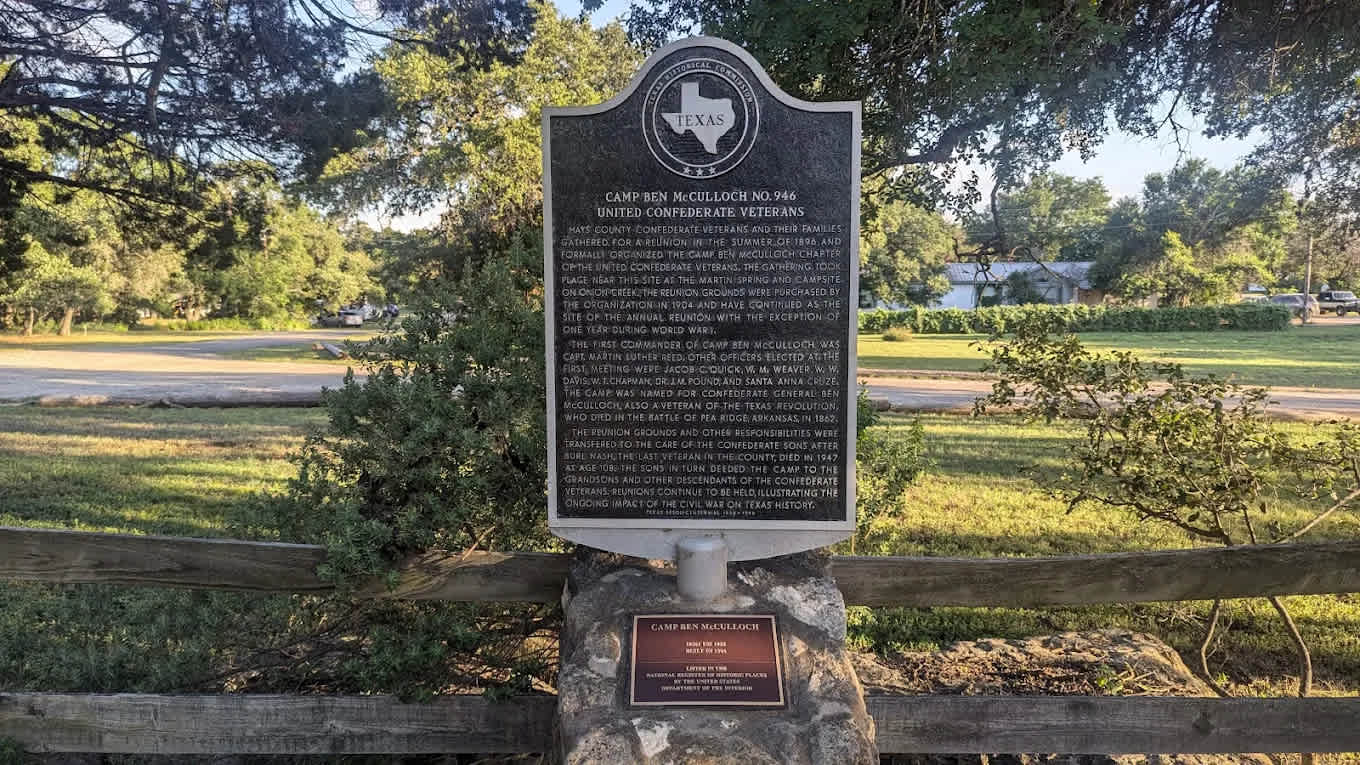 TEXAS HISTORICAL COMMISSION
TEXAS
CAMP BEN McCULLOCH NO. 946
UNITED CONFEDERATE VETERANS
HAYS COUNTY CONFEDERATE VETERANS AND THEIR FAMILIES
GATHERED FOR A REUNION IN THE SUMMER OF 1896 AND
FORMALLY ORGANIZED THE CAMP BEN McCULLOCH CHAPTER
OF THE UNITED CONFEDERATE VETERANS. THE GATHERING TOOK
PLACE NEAR THIS SITE AT THE MARTIN SPRING AND CAMPSITE
ON ONION CREEK. THE REUNION GROUNDS WERE PURCHASED BY
THE ORGANIZATION IN 1904 AND HAVE CONTINUED AS THE
SITE OF THE ANNUAL REUNION WITH THE EXCEPTION OF
ONE YEAR DURING WORLD WAR I.
THE FIRST COMMANDER OF CAMP BEN McCULLOCH WAS
CAPT. MARTIN LUTHER REED. OTHER OFFICERS ELECTED AT THE
FIRST MEETING WERE JACOB C. QUICK, W. M. WEAVER, W. W.
DAVIS, W. T. CHAPMAN, DR. J. M. POUND, AND SANTA ANNA CRUZE.
THE CAMP WAS NAMED FOR CONFEDERATE GENERAL BEN
McCULLOCH, ALSO A VETERAN OF THE TEXAS REVOLUTION,
WHO DIED IN THE BATTLE OF PEA RIDGE, ARKANSAS, IN 1862.
THE REUNION GROUNDS AND OTHER RESPONSIBILITIES WERE
TRANSFERED TO THE CARE OF THE CONFEDERATE SONS AFTER
BURL NASH, THE LAST VETERAN IN THE COUNTY, DIED IN 1947
AT AGE 108. THE SONS IN TURN DEEDED THE CAMP TO THE
GRANDSONS AND OTHER DESCENDANTS OF THE CONFEDERATE
VETERANS. REUNIONS CONTINUE TO BE HELD, ILLUSTRATING THE
ONGOING IMPACT OF THE CIVIL WAR ON TEXAS HISTORY.
TEXAS SESQUICENTENNIAL 1836 - 1986
CAMP BEN McCULLOCH
LISTED IN THE
NATIONAL REGISTER OF HISTORIC PLACES
BY THE UNITED STATES
DEPARTMENT OF THE INTERIOR